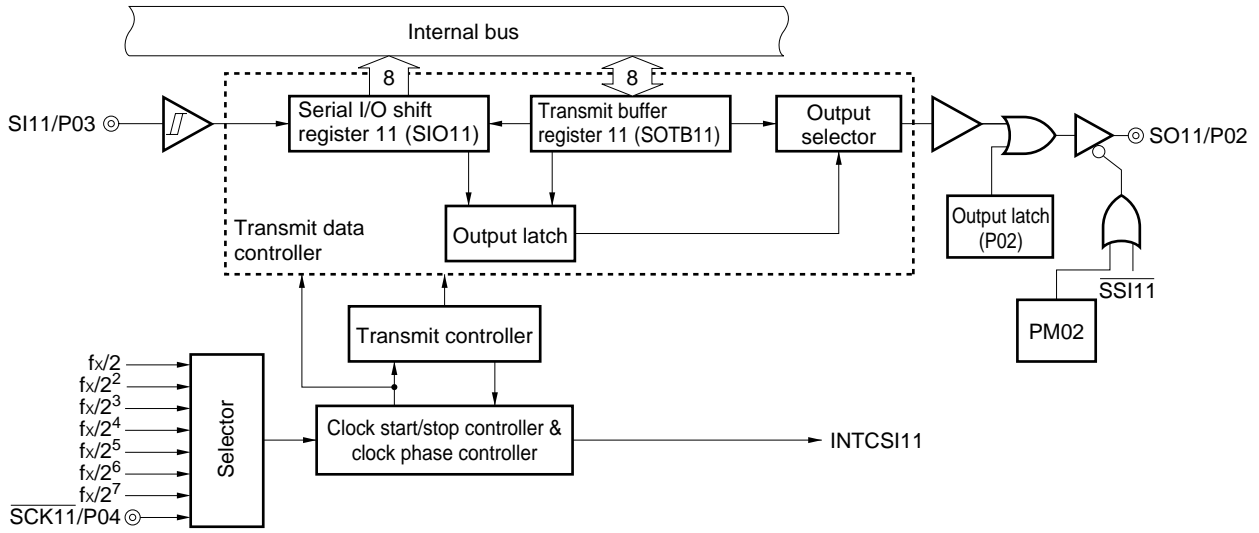 Internal bus
8
8
SI11/P03
Serial I/O shift
register 11 (SIO11)
Transmit buffer
register 11 (SOTB11)
Output
selector
SO11/P02
Transmit data
controller
Output latch
Output latch
(P02)
SSI11
PM02
Transmit controller
fx/2
fx/2²
fx/2³
fx/2⁴
fx/2⁵
fx/2⁶
fx/2⁷
SCK11/P04
Selector
Clock start/stop controller &
clock phase controller
INTCSI11